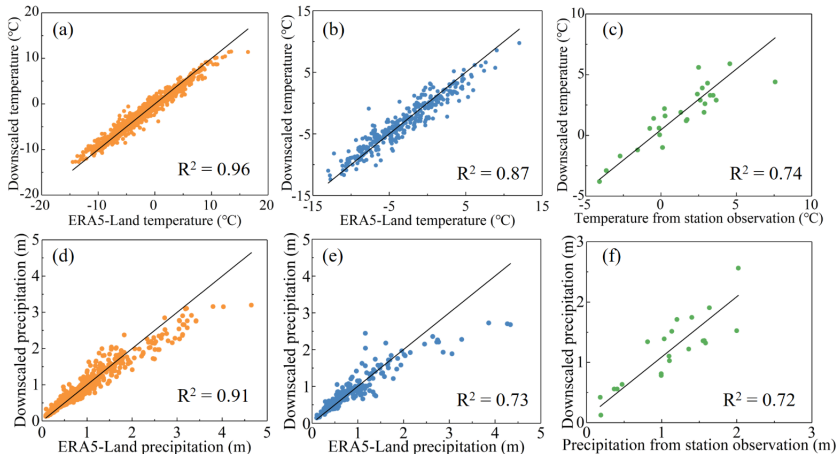 (a)
Downscaled temperature (℃)
20
10
0
-10
-20
-20
-10
0
10
20
R² = 0.96
ERA5-Land temperature (℃)
(b)
Downscaled temperature (℃)
15
5
-5
-15
-15
-5
5
15
R² = 0.87
ERA5-Land temperature (℃)
(c)
Downscaled temperature (℃)
10
5
0
-5
-5
0
5
10
R² = 0.74
Temperature from station observation (℃)
(d)
Downscaled precipitation (m)
5
4
3
2
1
0
0
1
2
3
4
5
R² = 0.91
ERA5-Land precipitation (m)
(e)
Downscaled precipitation (m)
5
4
3
2
1
0
0
1
2
3
4
5
R² = 0.73
ERA5-Land precipitation (m)
(f)
Downscaled precipitation (m)
3
2
1
0
0
1
2
3
R² = 0.72
Precipitation from station observation (m)